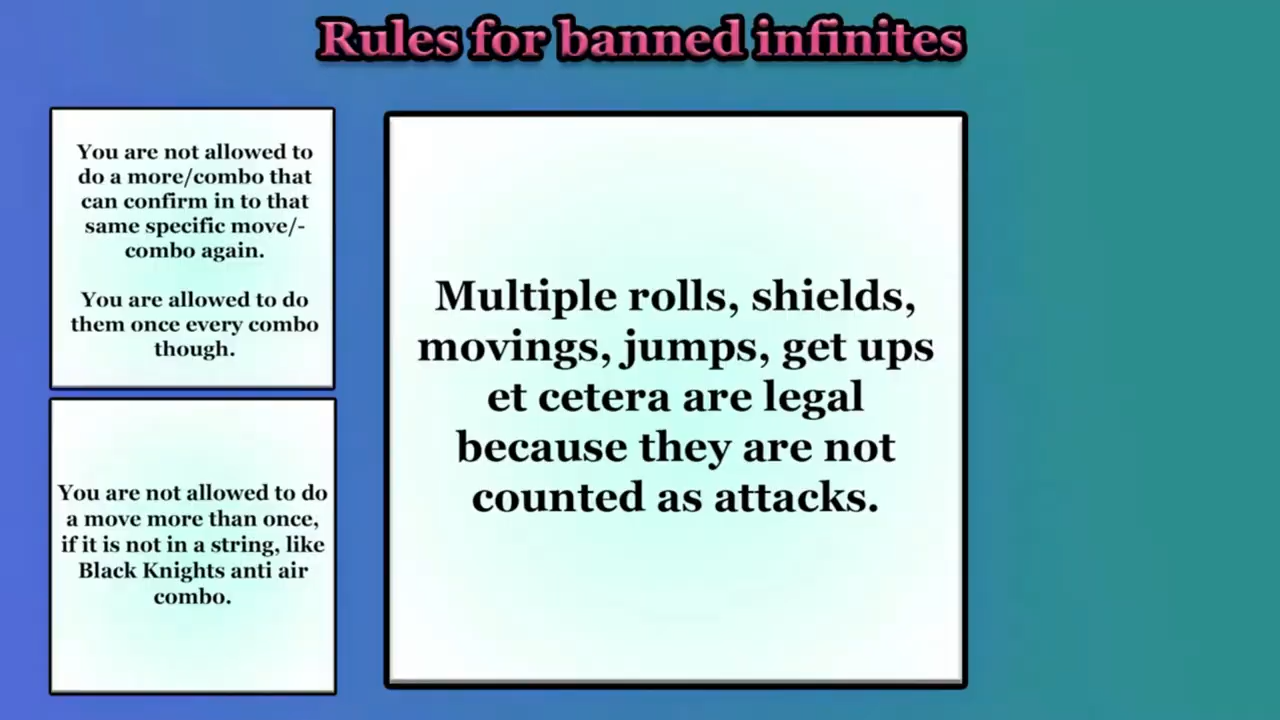 Rules for banned infinites
You are not allowed to
do a more/combo that
can confirm in to that
same specific move/-
combo again.
You are allowed to do
them once every combo
though.
You are not allowed to do
a move more than once,
if it is not in a string, like
Black Knights anti air
combo.
Multiple rolls, shields,
movings, jumps, get ups
et cetera are legal
because they are not
counted as attacks.